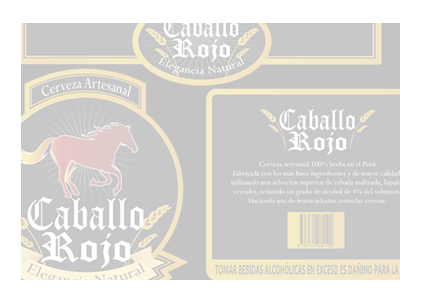 Caballo
Rojo
Elegancia Natural
Cerveza Artesanal
Caballo
Rojo
Elegancia Natural
Caballo
Rojo
Cerveza artesanal 100% hecha en el Perú
Fabricada con los más finos ingredientes y de mayor calidad
utilizando una selección superior de cebada malteada, lúpulo
cereales, teniendo un grado de alcohol de 4% del volumen.
Haciendo uso de frutas selectas como las cerezas.
TOMAR BEBIDAS ALCOHÓLICAS EN EXCESO ES DAÑINO PARA LA